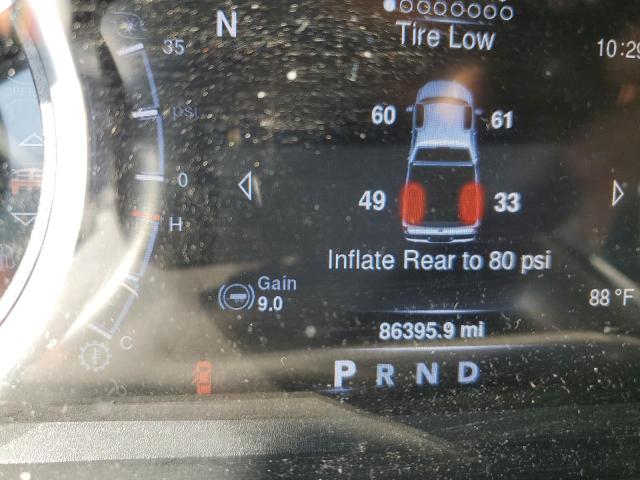 N
35
Tire Low
10:29
psi
60
61
0
49
33
H
Inflate Rear to 80 psi
Gain
9.0
88 °F
86395.9 mi
C
P R N D